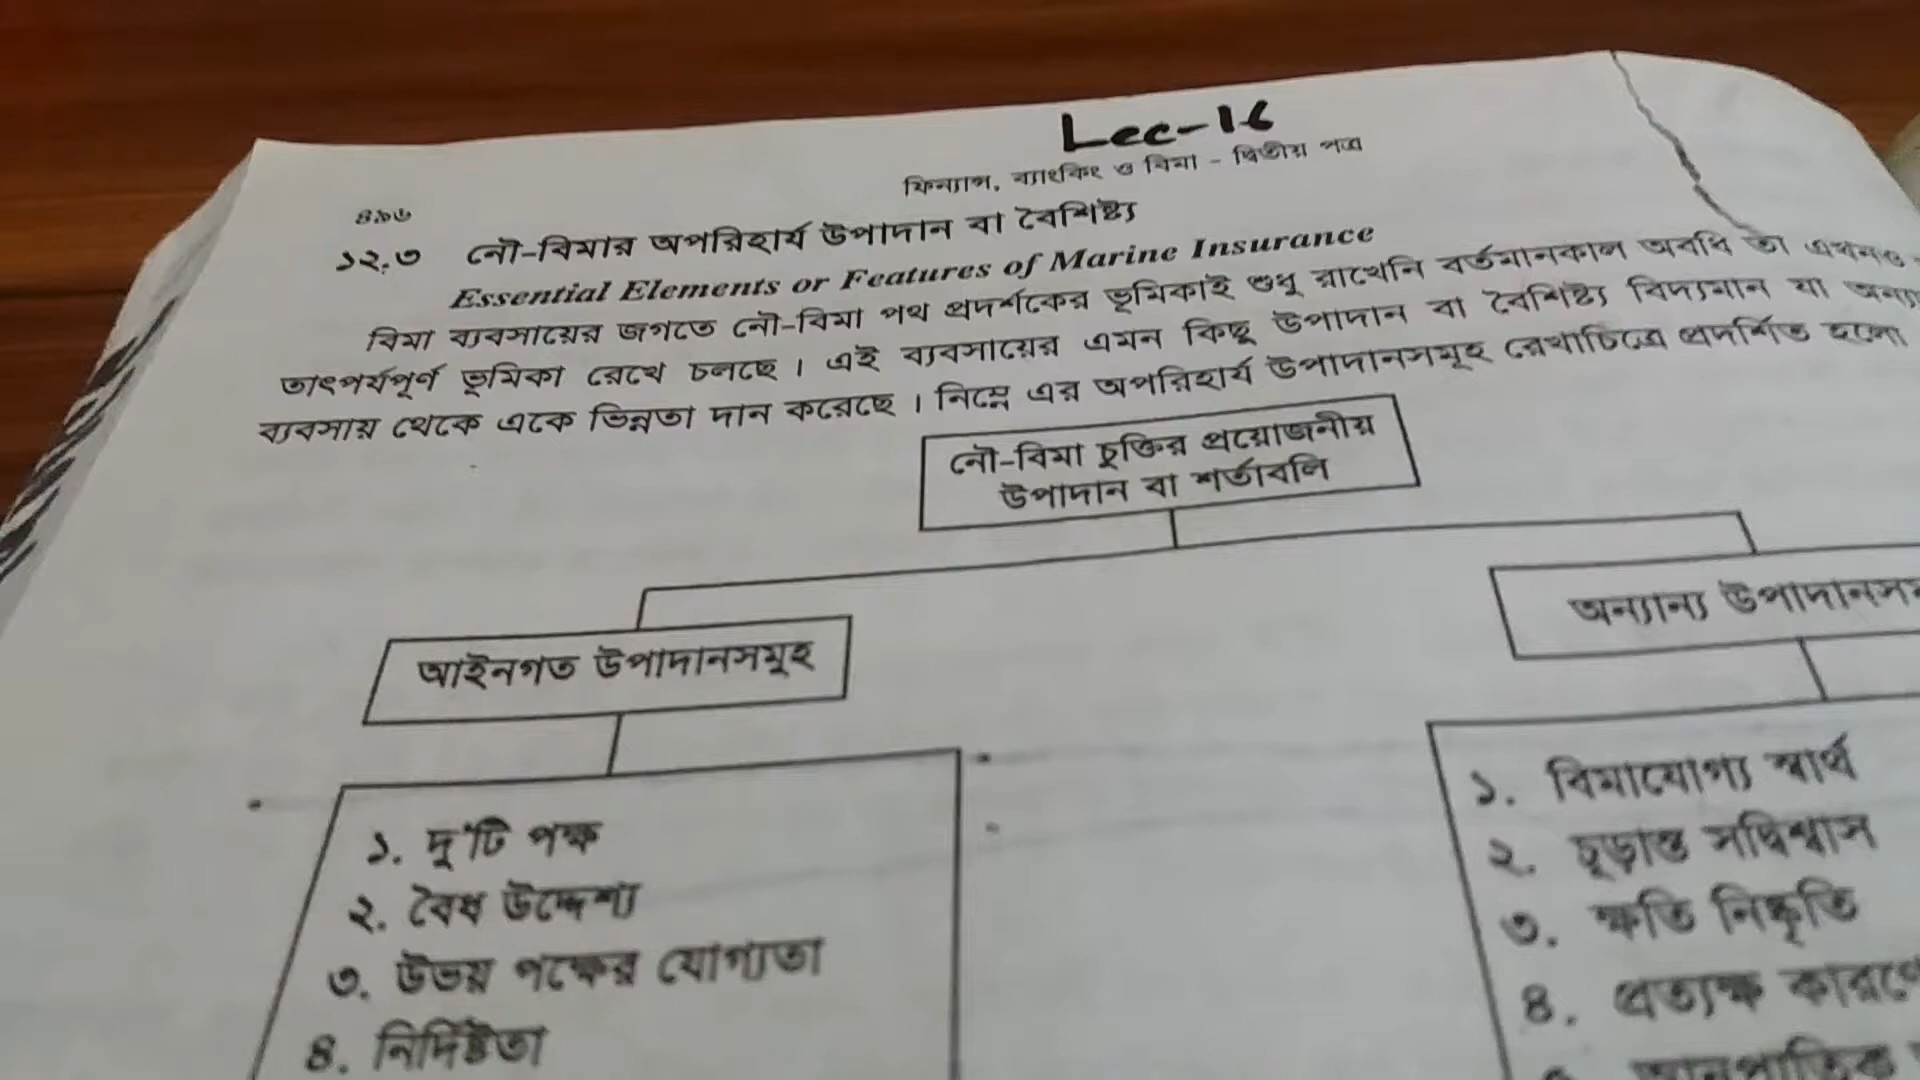 Lec-16
ফিন্যান্স, ব্যাংকিং ও বিমা - দ্বিতীয় পত্র
৪৯৬
১২.৩ নৌ-বিমার অপরিহার্য উপাদান বা বৈশিষ্ট্য
Essential Elements or Features of Marine Insurance
বিমা ব্যবসায়ের জগতে নৌ-বিমা পথ প্রদর্শকের ভূমিকাই শুধু রাখেনি বর্তমানকাল অবধি তা এখনও
তাৎপর্যপূর্ণ ভূমিকা রেখে চলছে। এই ব্যবসায়ের এমন কিছু উপাদান বা বৈশিষ্ট্য বিদ্যমান যা
ব্যবসায় থেকে একে ভিন্নতা দান করেছে। নিম্নে এর অপরিহার্য উপাদানসমূহ রেখাচিত্রে প্রদর্শিত হলো
নৌ-বিমা চুক্তির প্রয়োজনীয়
উপাদান বা শর্তাবলি
আইনগত উপাদানসমূহ
অন্যান্য
১. দু'টি পক্ষ
২. বৈধ উদ্দেশ্য
৩. উভয় পক্ষের যোগ্যতা
৪. নির্দিষ্টতা
১. বিমাযোগ্য স্বার্থ
২. চূড়ান্ত সদ্বিশ্বাস
৩. ক্ষতি নিষ্কৃতি
৪. প্রত্যক্ষ